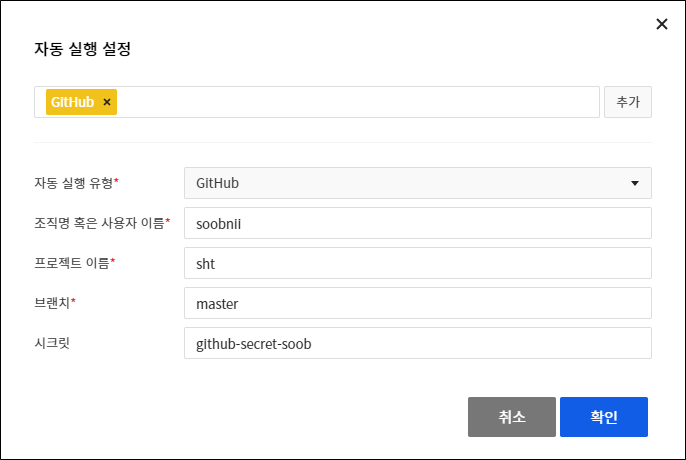 자동 실행 설정
GitHub ×
추가
자동 실행 유형* GitHub
조직명 혹은 사용자 이름* soobnii
프로젝트 이름* sht
브랜치* master
시크릿 github-secret-soob
취소 확인